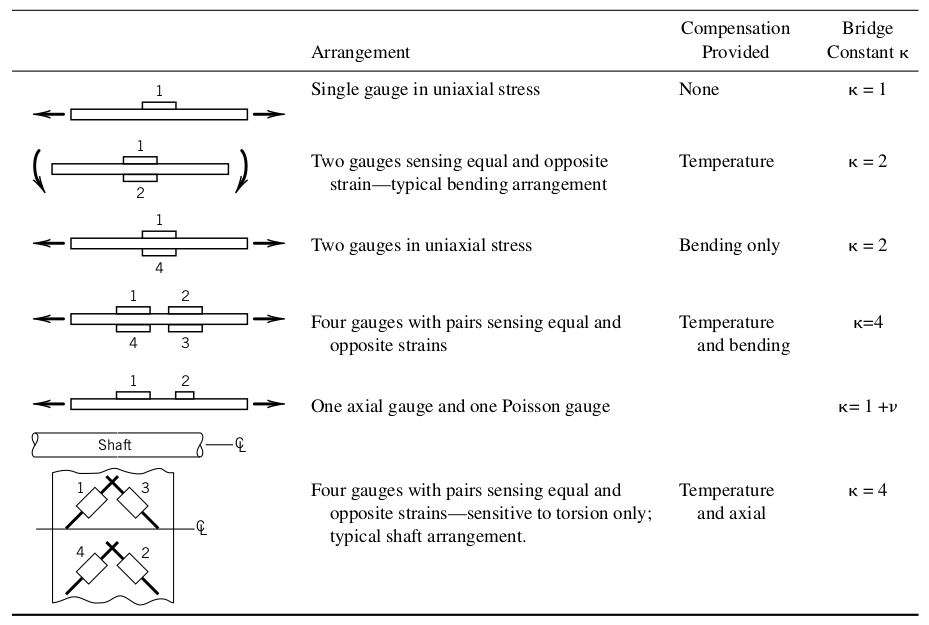 Compensation Bridge
Arrangement Provided Constant κ
1
Single gauge in uniaxial stress None κ = 1
1
Two gauges sensing equal and opposite Temperature κ = 2
strain—typical bending arrangement
2
1
Two gauges in uniaxial stress Bending only κ = 2
4
1 2
Four gauges with pairs sensing equal and Temperature κ=4
4 3 opposite strains and bending
1 2
One axial gauge and one Poisson gauge κ= 1 +ν
Shaft ℄
1 3 Four gauges with pairs sensing equal and Temperature κ = 4
opposite strains—sensitive to torsion only; and axial
℄ typical shaft arrangement.
4 2